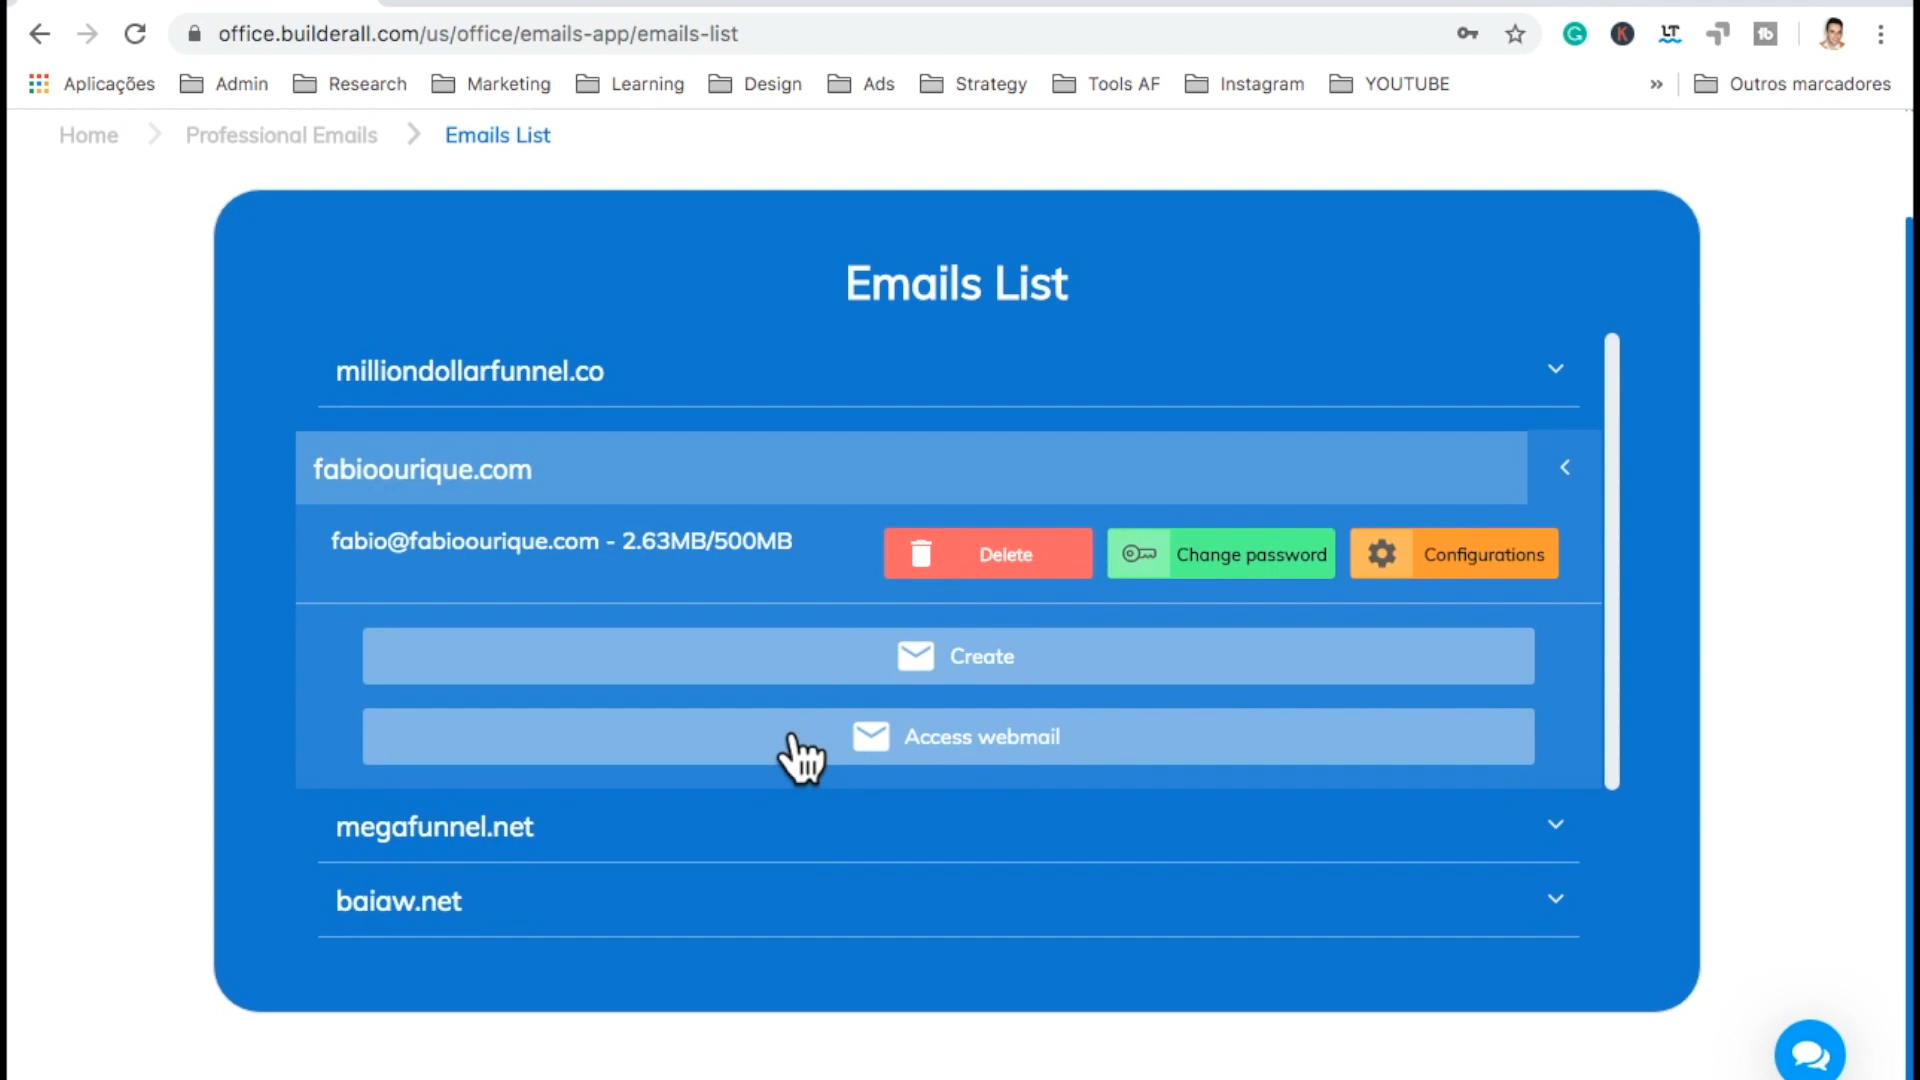 office.builderall.com/us/office/emails-app/emails-list
Aplicações Admin Research Marketing Learning Design Ads Strategy Tools AF Instagram YOUTUBE » Outros marcadores
Home Professional Emails Emails List
Emails List
milliondollarfunnel.co
fabioourique.com
fabio@fabioourique.com - 2.63MB/500MB Delete Change password Configurations
Create
Access webmail
megafunnel.net
baiaw.net